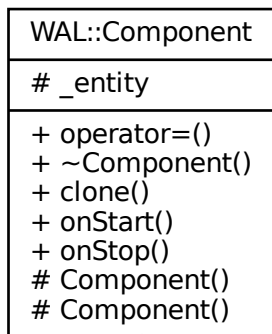 WAL::Component
# _entity
+ operator=()
+ ~Component()
+ clone()
+ onStart()
+ onStop()
# Component()
# Component()